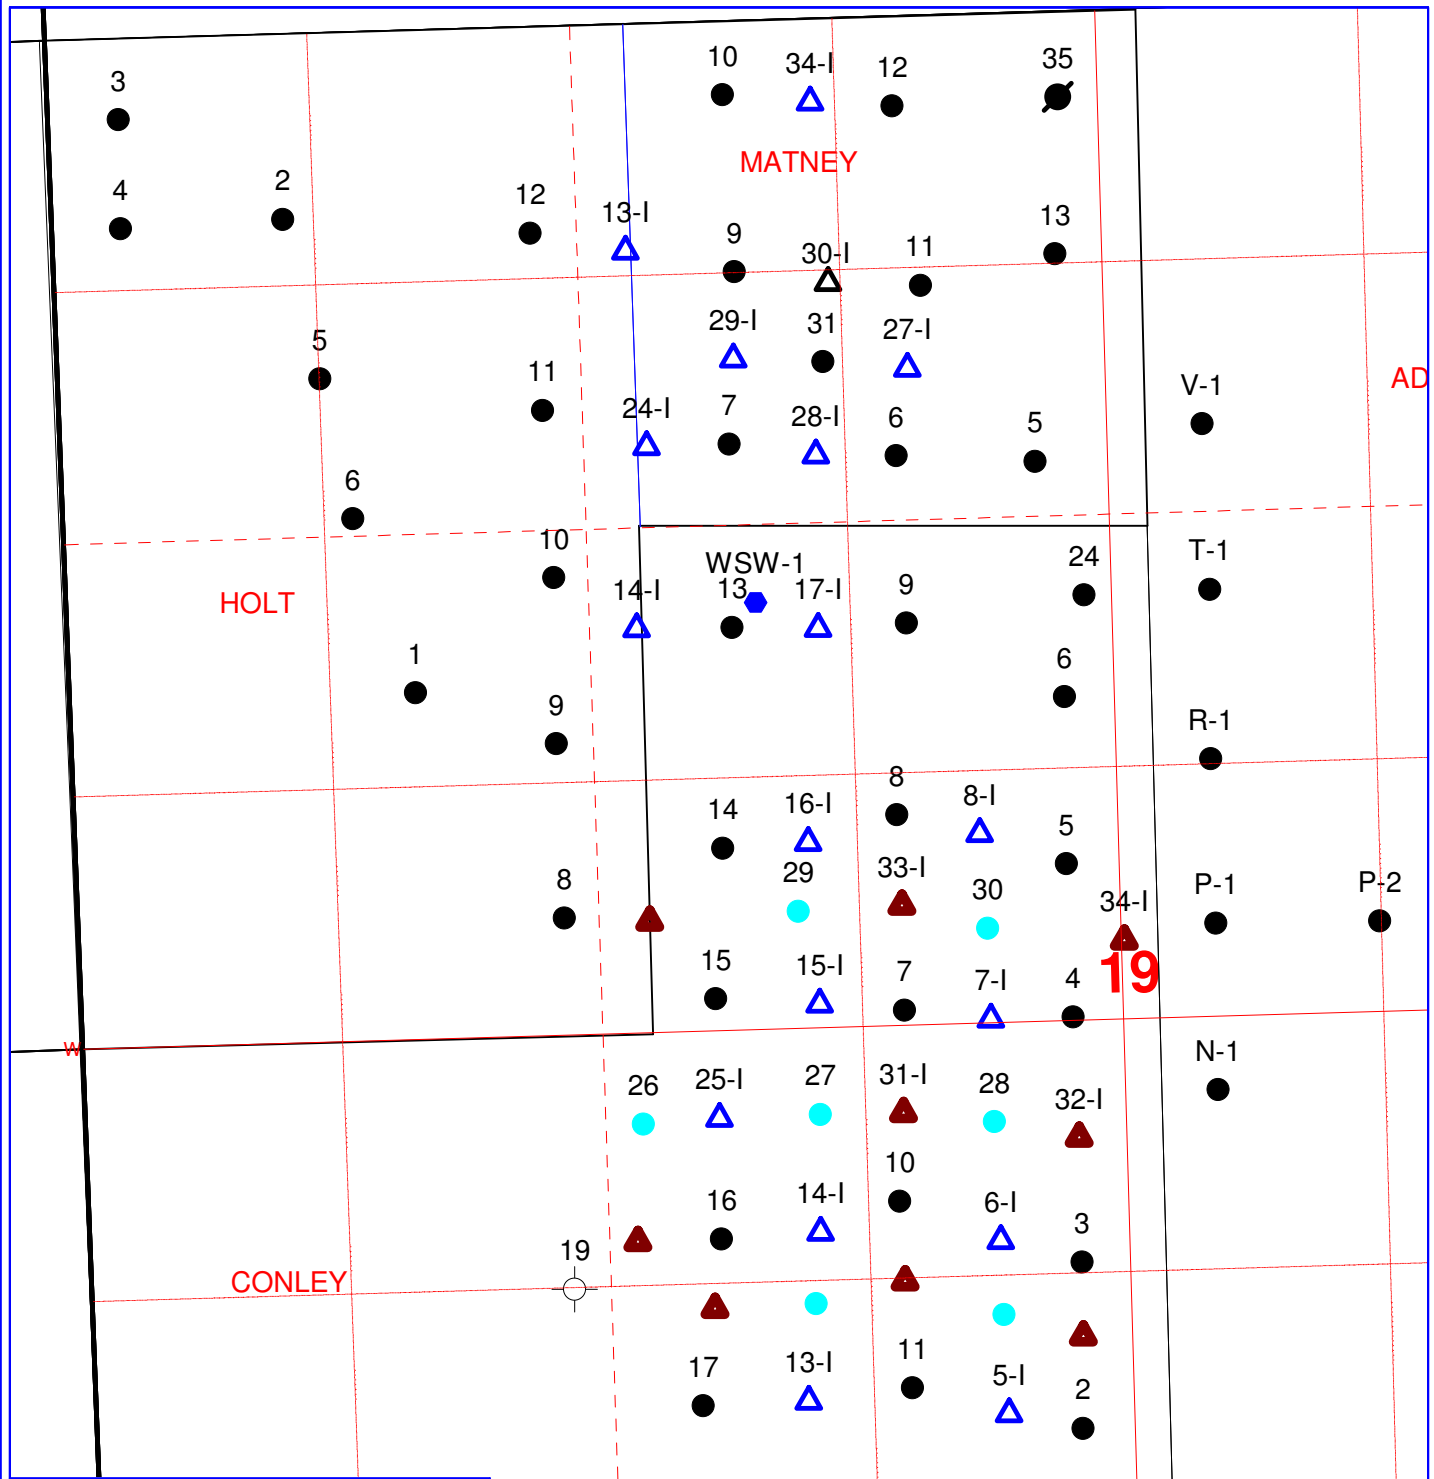 10
34-I
12
35
3
MATNEY
4
2
12
13-I
9
30-I
11
13
5
29-I
31
27-I
11
V-1
AD
24-I
7
28-I
6
5
6
10
WSW-1
24
T-1
HOLT
14-I
13
17-I
9
1
6
9
R-1
14
16-I
8
8-I
5
8
29
33-I
30
34-I
P-1
P-2
19
15
15-I
7
7-I
4
W
N-1
26
25-I
27
31-I
28
32-I
10
16
14-I
6-I
3
19
CONLEY
17
13-I
11
5-I
2